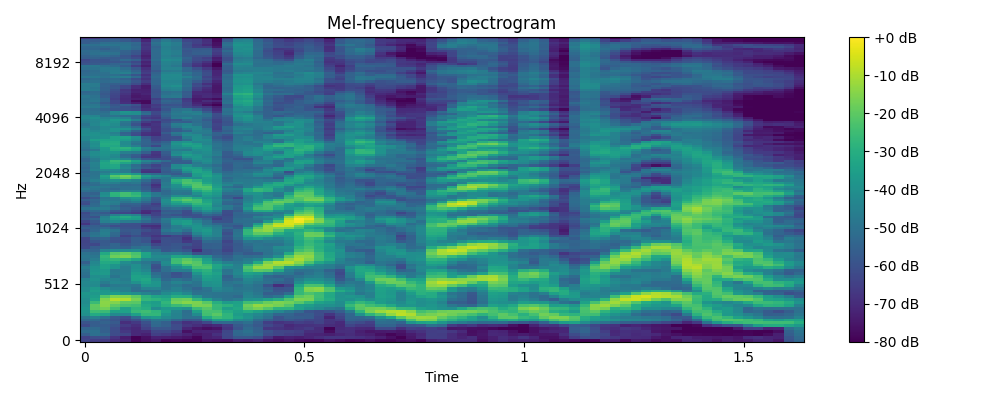 Mel-frequency spectrogram
Hz
8192
4096
2048
1024
512
0
0
0.5
1
1.5
Time
+0 dB
-10 dB
-20 dB
-30 dB
-40 dB
-50 dB
-60 dB
-70 dB
-80 dB